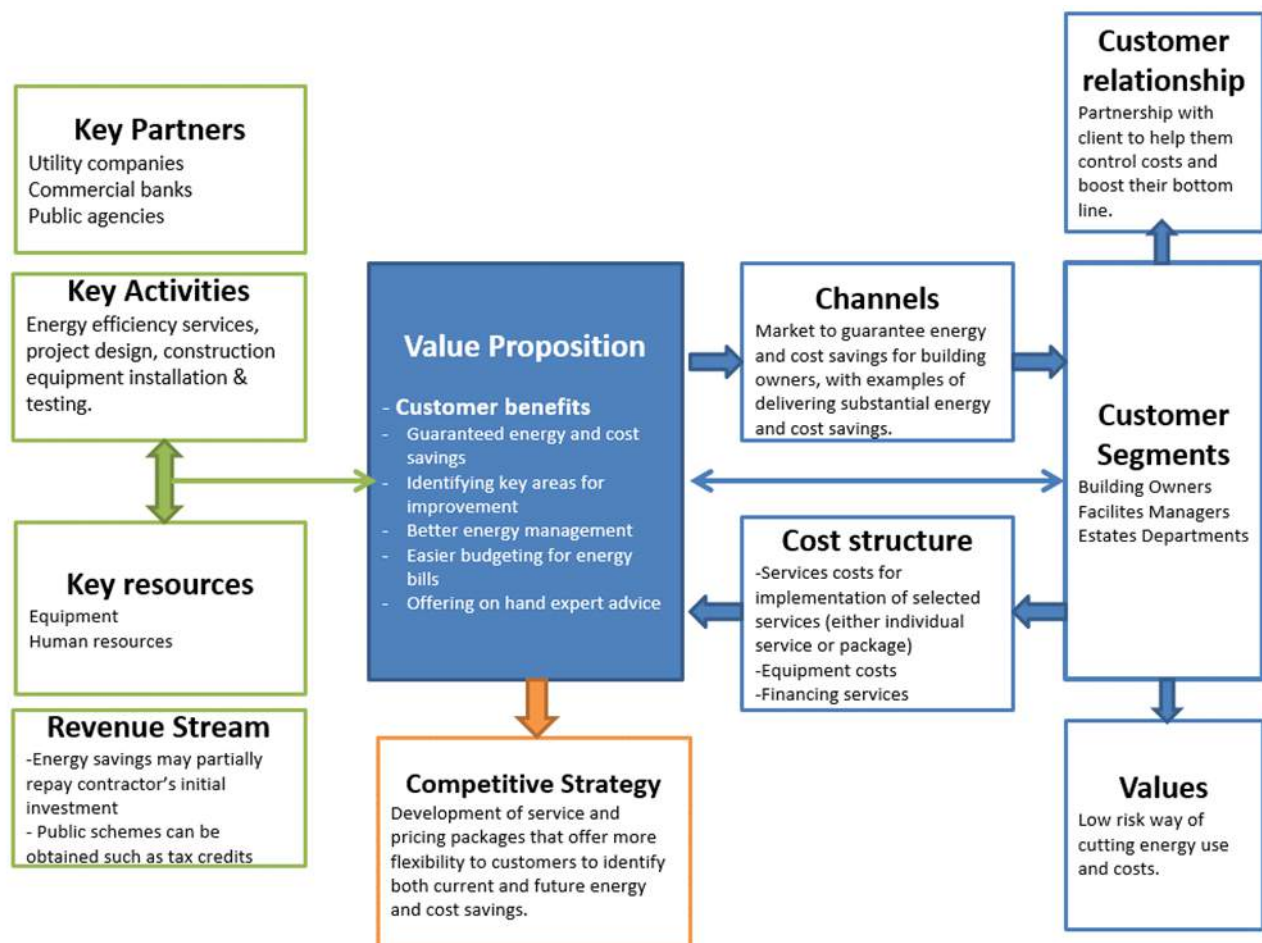 Key Partners
Utility companies
Commercial banks
Public agencies
Key Activities
Energy efficiency services,
project design, construction
equipment installation &
testing.
Key resources
Equipment
Human resources
Revenue Stream
-Energy savings may partially
repay contractor's initial
investment
- Public schemes can be
obtained such as tax credits
Value Proposition
- Customer benefits
- Guaranteed energy and cost
savings
- Identifying key areas for
improvement
- Better energy management
- Easier budgeting for energy
bills
- Offering on hand expert advice
Competitive Strategy
Development of service and
pricing packages that offer more
flexibility to customers to identify
both current and future energy
and cost savings.
Channels
Market to guarantee energy
and cost savings for building
owners, with examples of
delivering substantial energy
and cost savings.
Cost structure
-Services costs for
implementation of selected
services (either individual
service or package)
-Equipment costs
-Financing services
Customer
relationship
Partnership with
client to help them
control costs and
boost their bottom
line.
Customer
Segments
Building Owners
Facilites Managers
Estates Departments
Values
Low risk way of
cutting energy use
and costs.